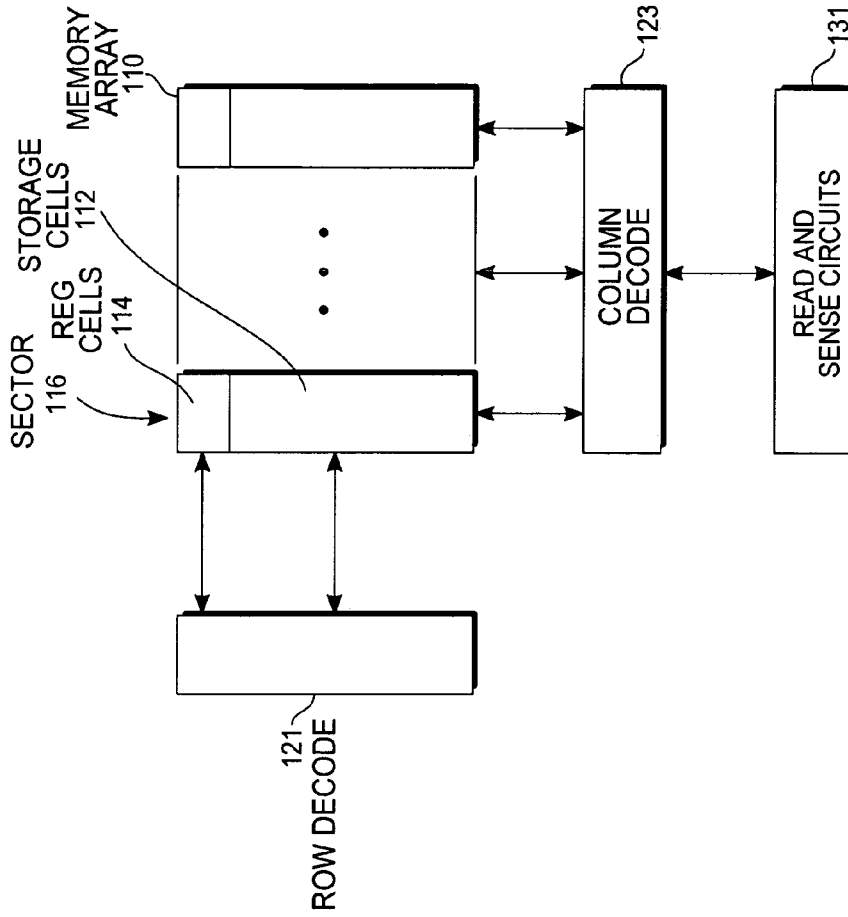 SECTOR
116
REG
CELLS
114
STORAGE
CELLS
112
MEMORY
ARRAY
110
121
ROW DECODE
COLUMN
DECODE
123
READ AND
SENSE CIRCUITS
131